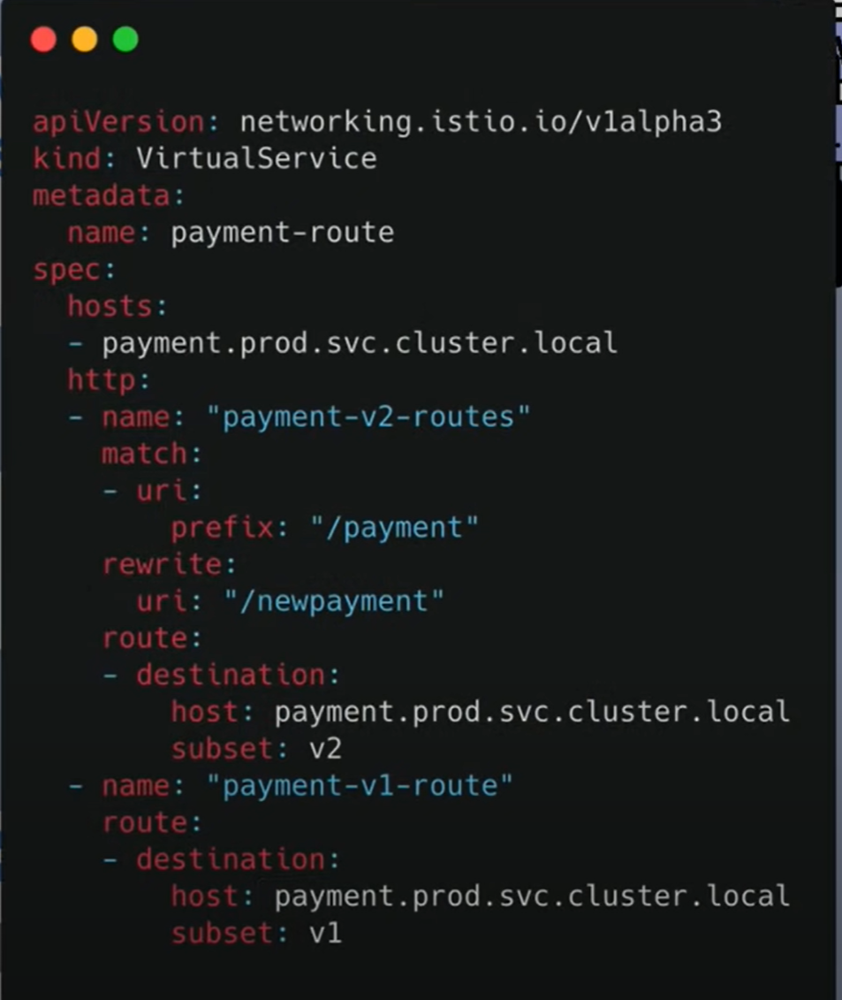 apiVersion: networking.istio.io/v1alpha3
kind: VirtualService
metadata:
  name: payment-route
spec:
  hosts:
  - payment.prod.svc.cluster.local
  http:
  - name: "payment-v2-routes"
    match:
    - uri:
        prefix: "/payment"
    rewrite:
      uri: "/newpayment"
    route:
    - destination:
        host: payment.prod.svc.cluster.local
        subset: v2
  - name: "payment-v1-route"
    route:
    - destination:
        host: payment.prod.svc.cluster.local
        subset: v1